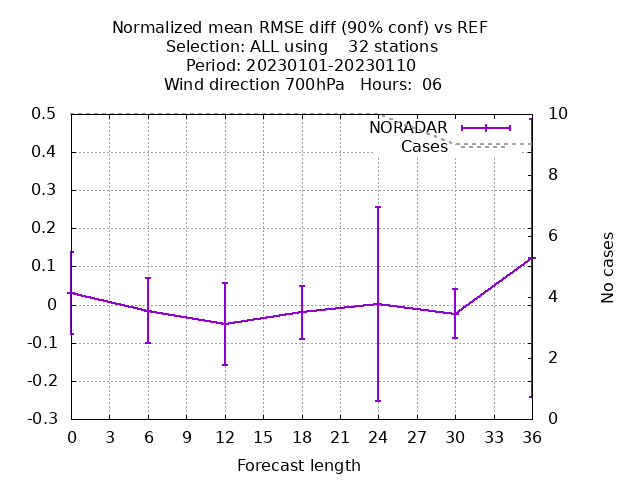 Normalized mean RMSE diff (90% conf) vs REF
Selection: ALL using    32 stations
Period: 20230101-20230110
Wind direction 700hPa   Hours:  06
NORADAR
Cases
0.5
0.4
0.3
0.2
0.1
0
-0.1
-0.2
-0.3
10
8
6
4
2
0
No cases
0 3 6 9 12 15 18 21 24 27 30 33 36
Forecast length